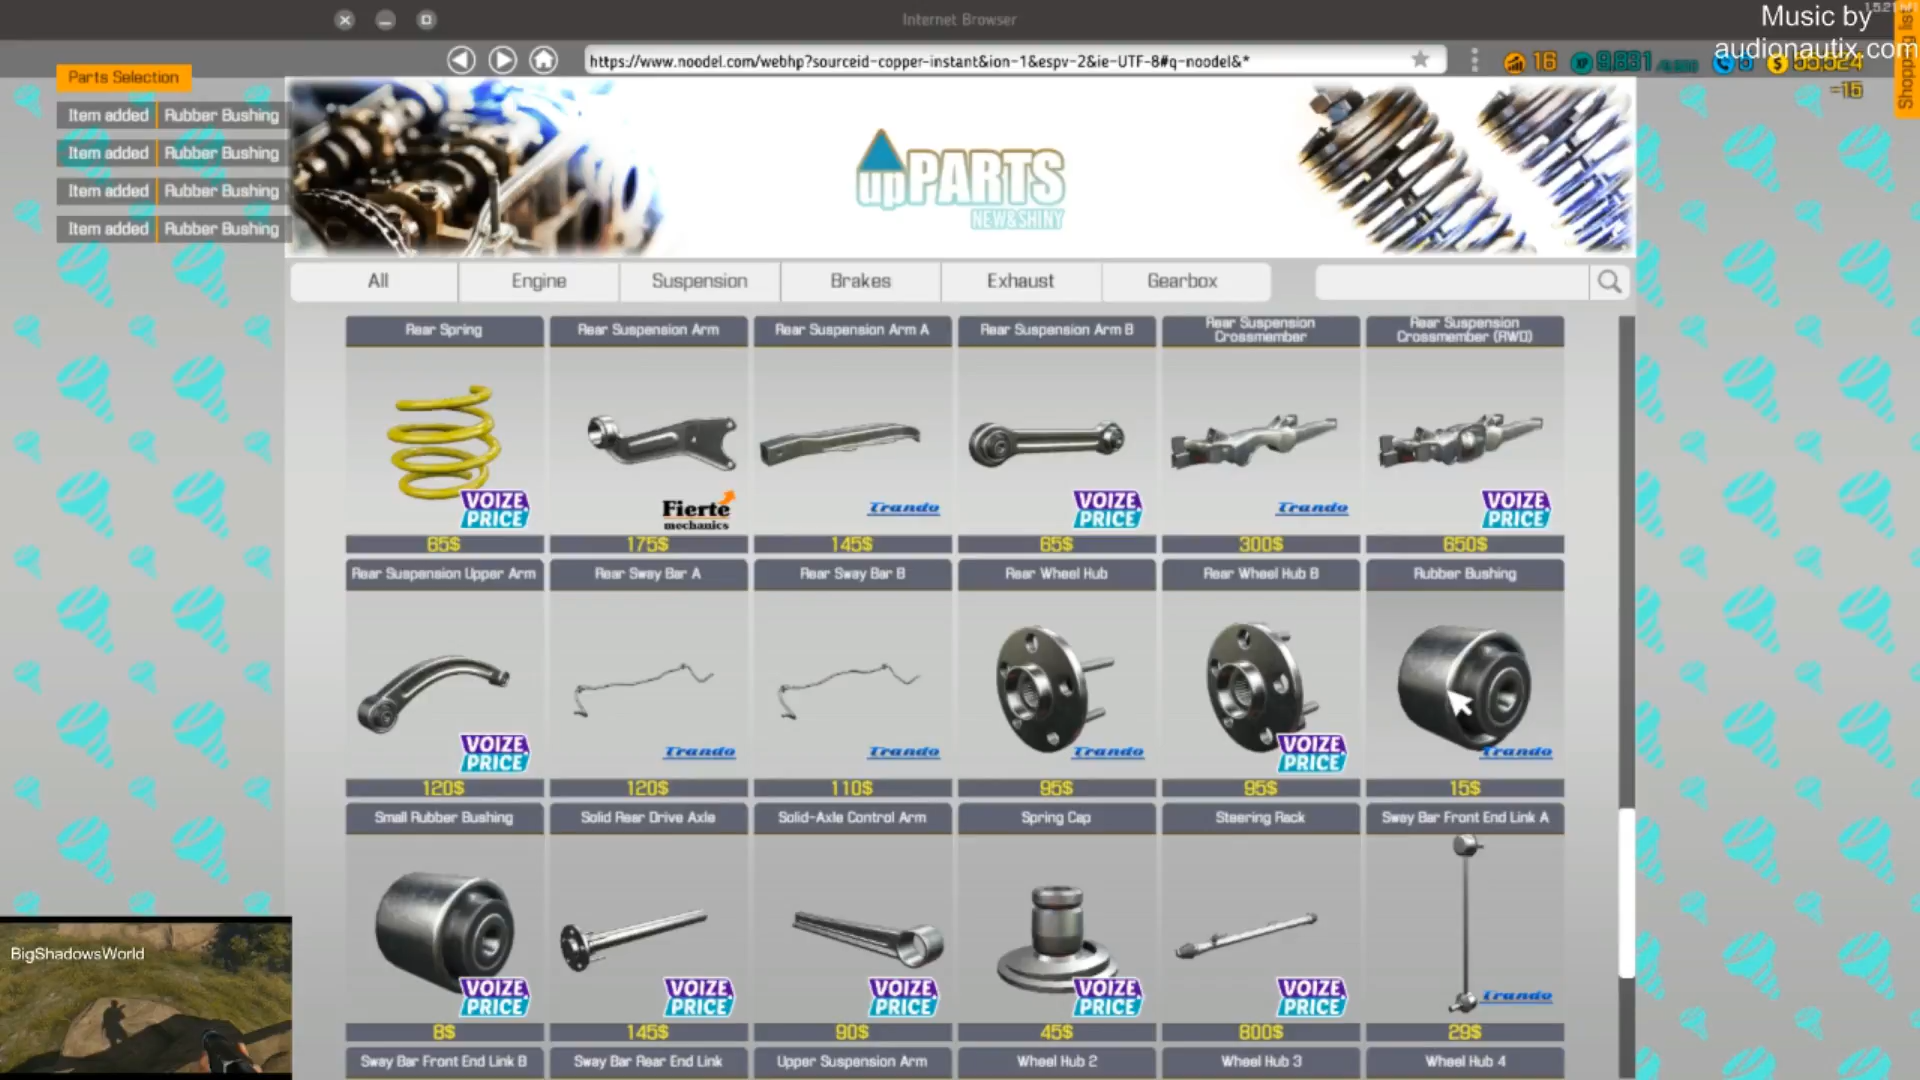 Internet Browser
Music by
audionautix.com
Shopping list
https://www.noodel.com/webhp?sourceid-copper-instant&ion-1&espv-2&ie-UTF-8#q-noodel&*
16
9,831
-15
Parts Selection
Item added Rubber Bushing
Item added Rubber Bushing
Item added Rubber Bushing
Item added Rubber Bushing
upPARTS
NEW&SHINY
All Engine Suspension Brakes Exhaust Gearbox
Rear Spring
Rear Suspension Arm
Rear Suspension Arm A
Rear Suspension Arm B
Rear Suspension
Crossmember
Rear Suspension
Crossmember (RWD)
VOIZE
PRICE
Fierte
mechanics
Trando
VOIZE
PRICE
Trando
VOIZE
PRICE
65$ 175$ 145$ 65$ 300$ 650$
Rear Suspension Upper Arm
Rear Sway Bar A
Rear Sway Bar B
Rear Wheel Hub
Rear Wheel Hub B
Rubber Bushing
VOIZE
PRICE
Trando
Trando
Trando
VOIZE
PRICE
Trando
120$ 120$ 110$ 95$ 95$ 15$
Small Rubber Bushing
Solid Rear Drive Axle
Solid-Axle Control Arm
Spring Cap
Steering Rack
Sway Bar Front End Link A
VOIZE
PRICE
VOIZE
PRICE
VOIZE
PRICE
VOIZE
PRICE
VOIZE
PRICE
Trando
8$ 145$ 90$ 45$ 800$ 29$
Sway Bar Front End Link B
Sway Bar Rear End Link
Upper Suspension Arm
Wheel Hub 2
Wheel Hub 3
Wheel Hub 4
BigShadowsWorld